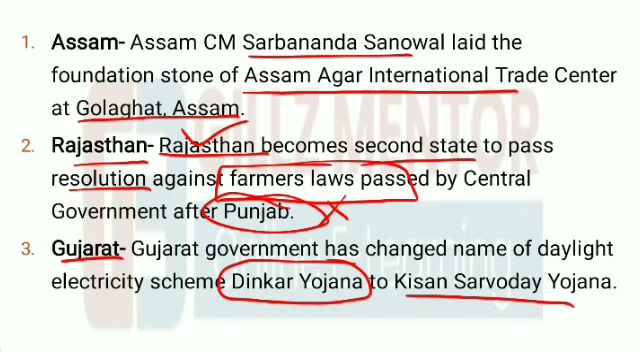 1. Assam- Assam CM Sarbananda Sanowal laid the
foundation stone of Assam Agar International Trade Center
at Golaghat, Assam.
2. Rajasthan- Rajasthan becomes second state to pass
resolution against farmers laws passed by Central
Government after Punjab.
3. Gujarat- Gujarat government has changed name of daylight
electricity scheme Dinkar Yojana to Kisan Sarvoday Yojana.